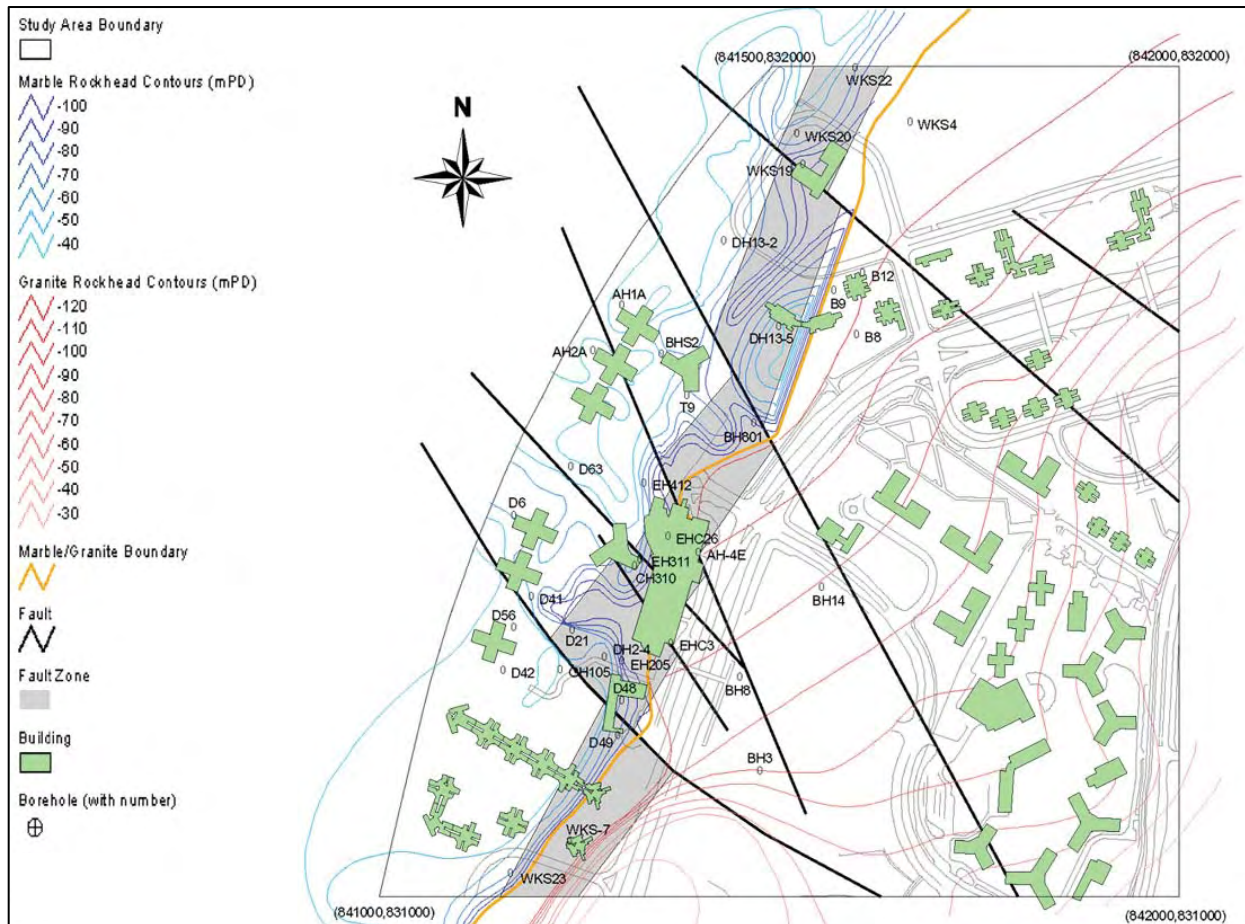 Study Area Boundary
Marble Rockhead Contours (mPD)
-100
-90
-80
-70
-60
-50
-40
Granite Rockhead Contours (mPD)
-120
-110
-100
-90
-80
-70
-60
-50
-40
-30
Marble/Granite Boundary
Fault
Fault Zone
Building
Borehole (with number)
N
(841500,832000)
(842000,832000)
WKS22
WKS4
WKS20
WKS19
DH13-2
B12
B9
AH1A
DH13-5
B8
AH2A
BHS2
T9
BH801
D63
EH412
D6
EHC26
AH-4E
EH311
CH310
BH14
D41
D56
D21
EHC3
DH2-4
EH205
D42
CH105
BH8
D48
D49
BH3
WKS-7
WKS23
(841000,831000)
(842000,831000)